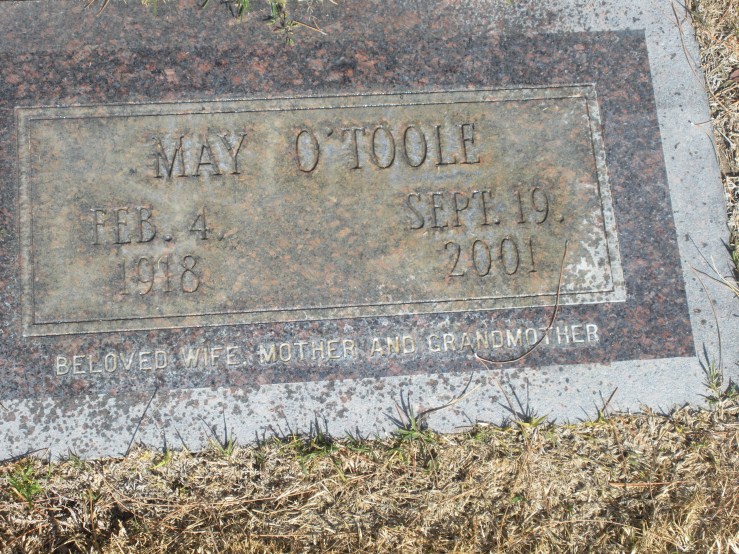 MAY O'TOOLE
FEB. 4. SEPT. 19.
1918 2001
BELOVED WIFE, MOTHER AND GRANDMOTHER